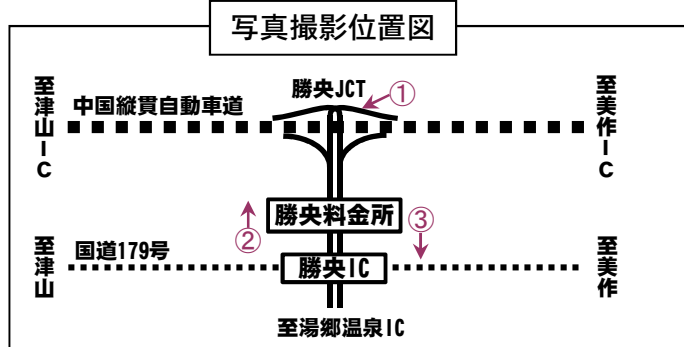 写真撮影位置図
勝央JCT
①
至津山IC
中国縦貫自動車道
至美作IC
勝央料金所
②
③
至津山
国道179号
勝央IC
至美作
至湯郷温泉IC